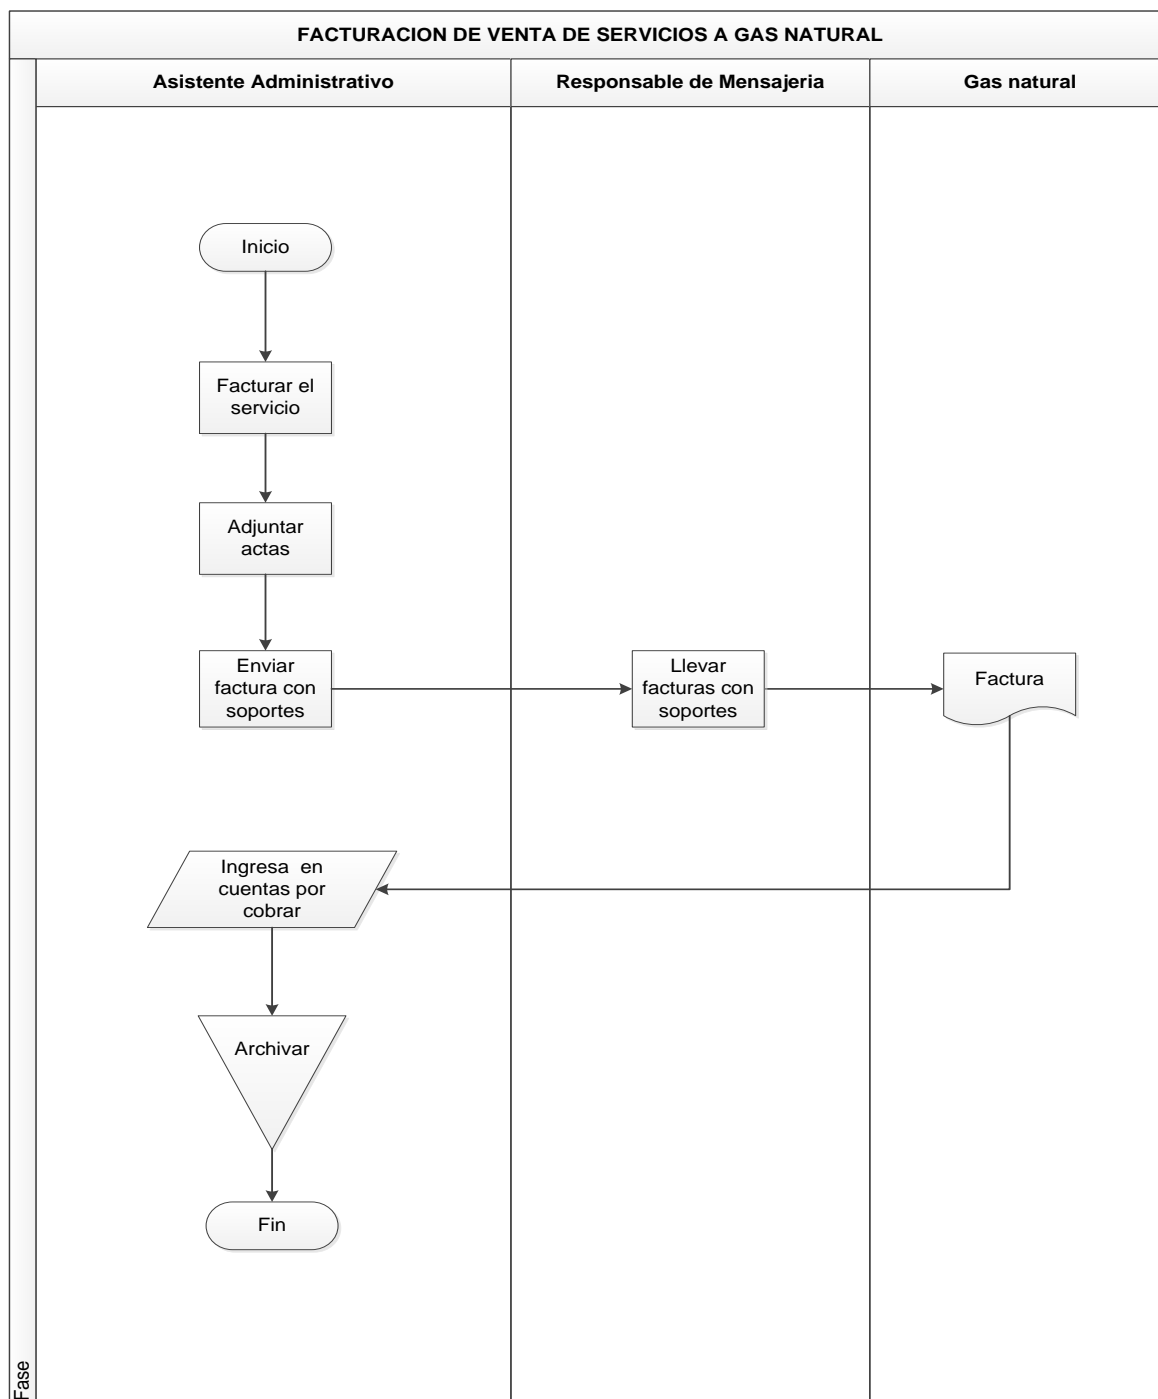 FACTURACION DE VENTA DE SERVICIOS A GAS NATURAL
Asistente Administrativo
Responsable de Mensajeria
Gas natural
Inicio
Facturar el
servicio
Adjuntar
actas
Enviar
factura con
soportes
Llevar
facturas con
soportes
Factura
Ingresa en
cuentas por
cobrar
Archivar
Fin
Fase